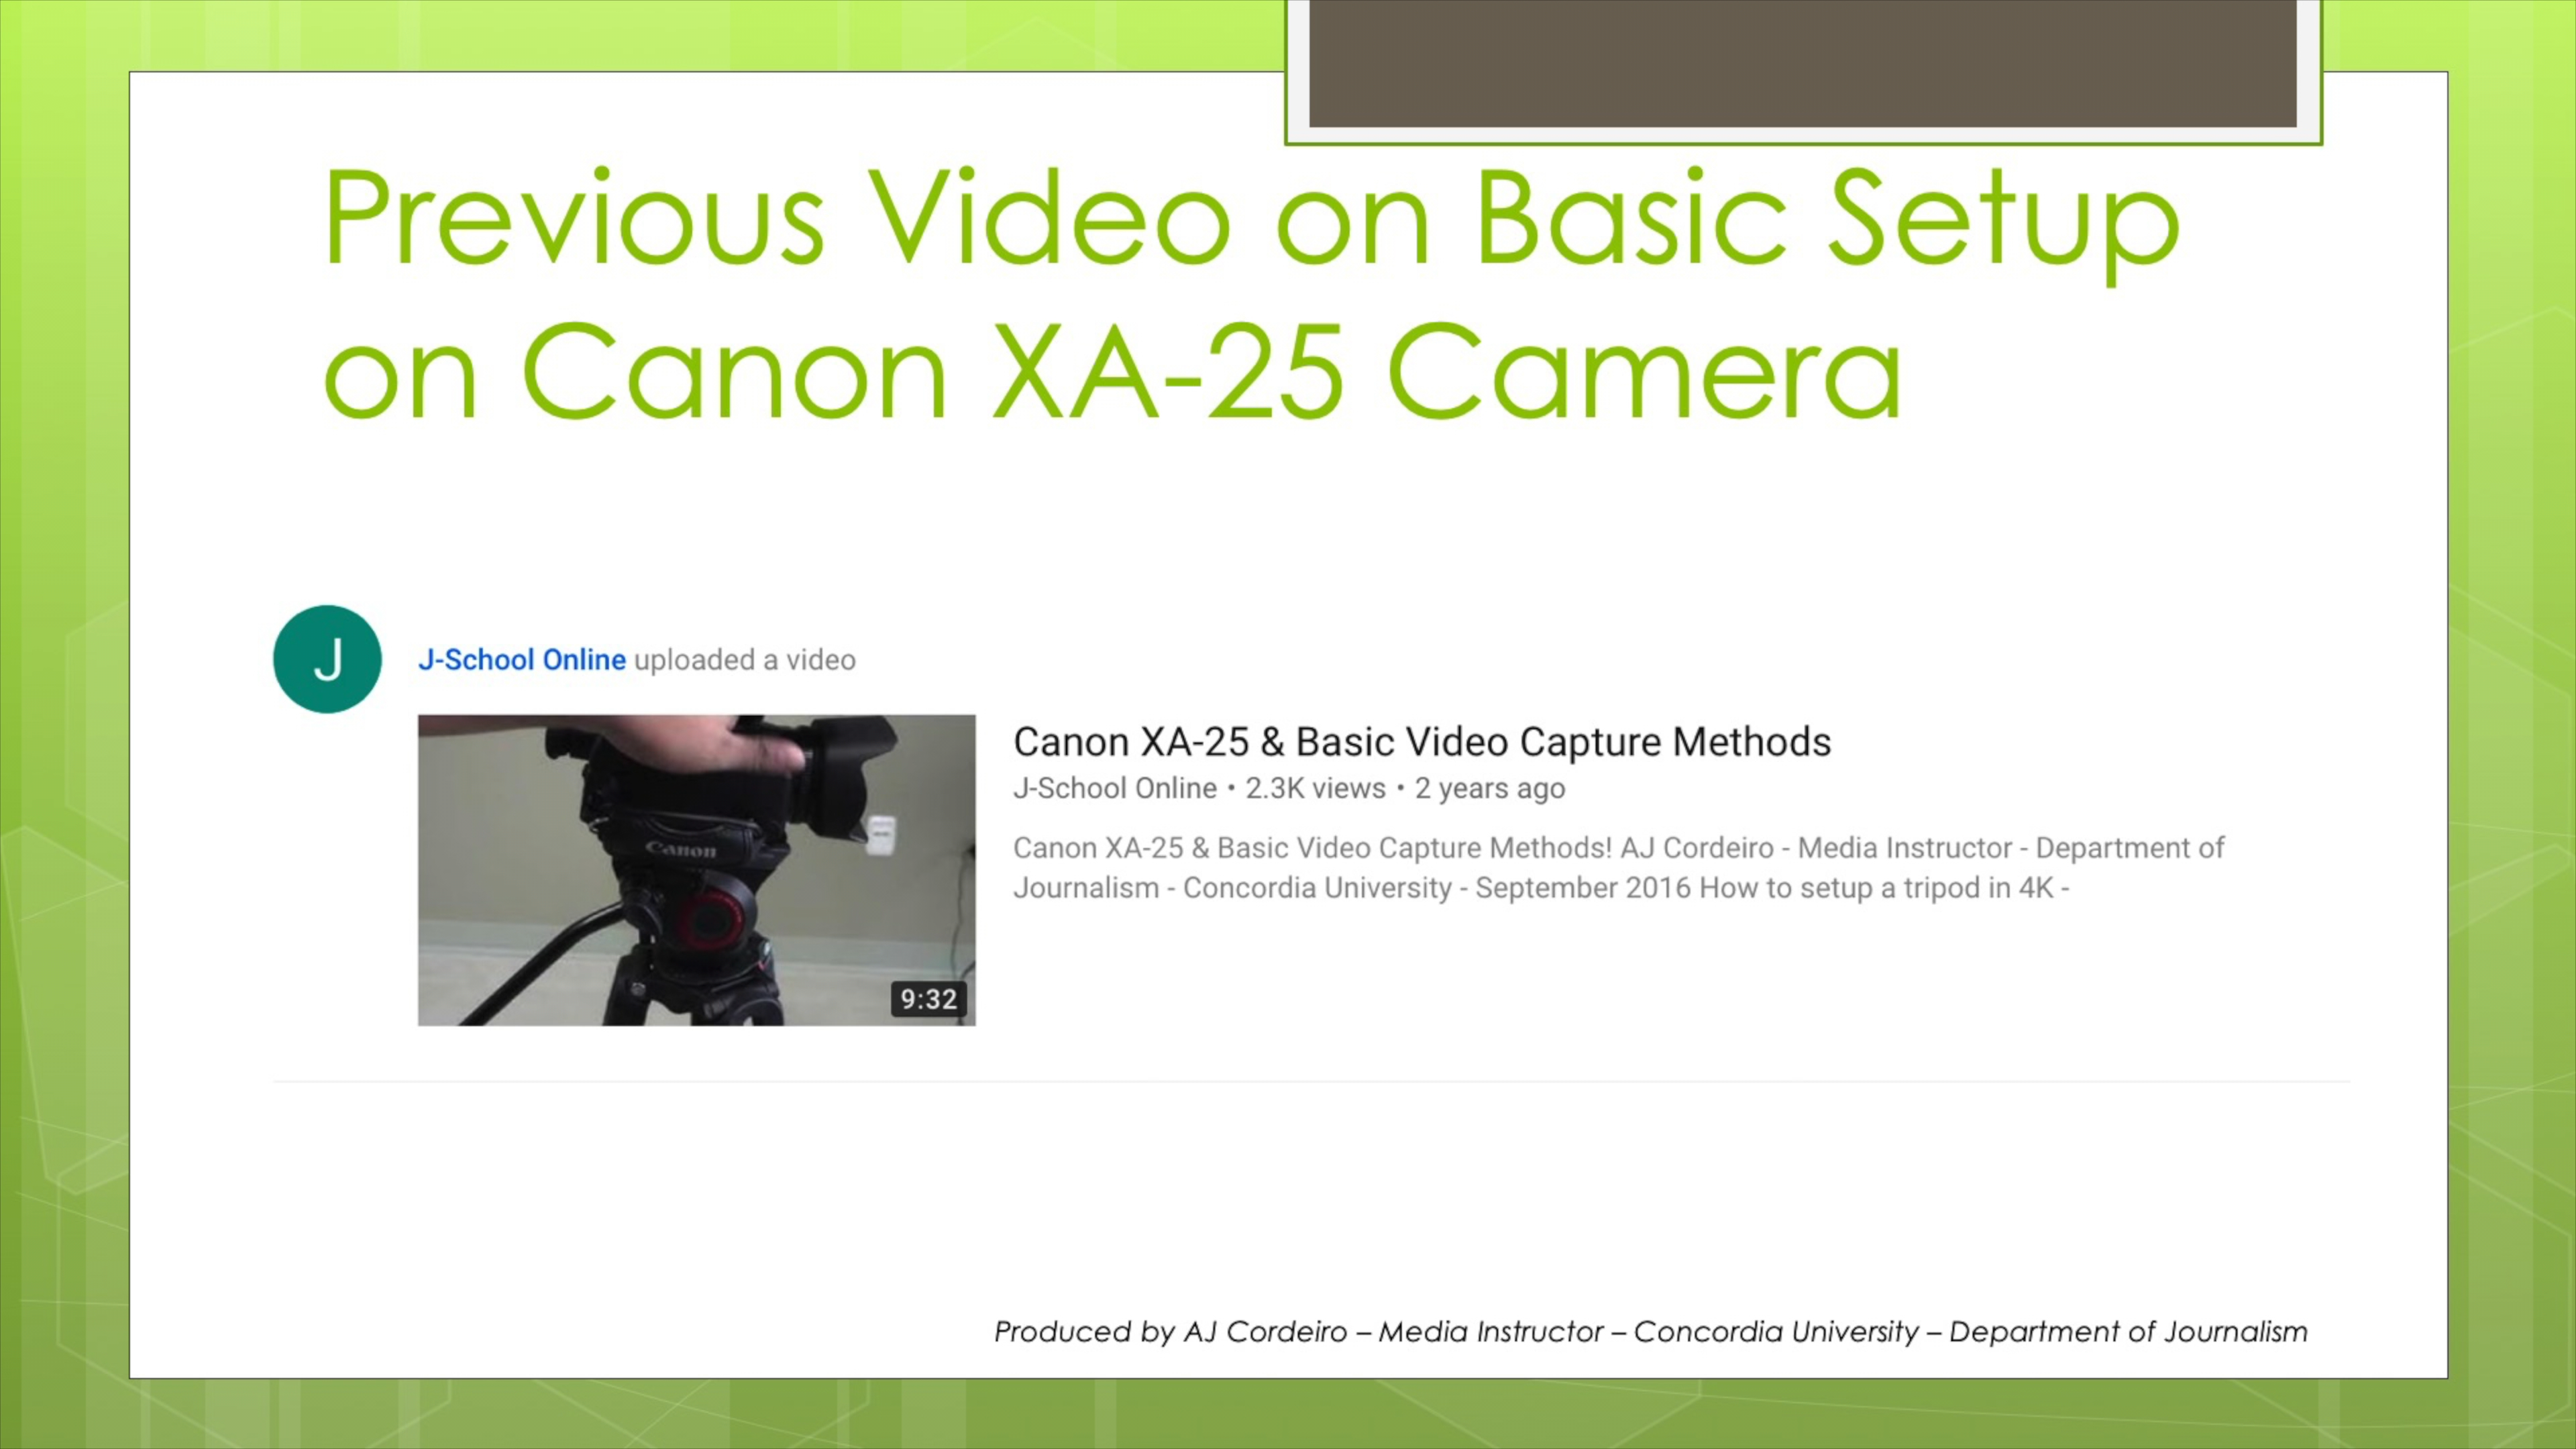 Previous Video on Basic Setup
on Canon XA-25 Camera
J
J-School Online uploaded a video
Canon
9:32
Canon XA-25 & Basic Video Capture Methods
J-School Online • 2.3K views • 2 years ago
Canon XA-25 & Basic Video Capture Methods! AJ Cordeiro - Media Instructor - Department of
Journalism - Concordia University - September 2016 How to setup a tripod in 4K -
Produced by AJ Cordeiro – Media Instructor – Concordia University – Department of Journalism